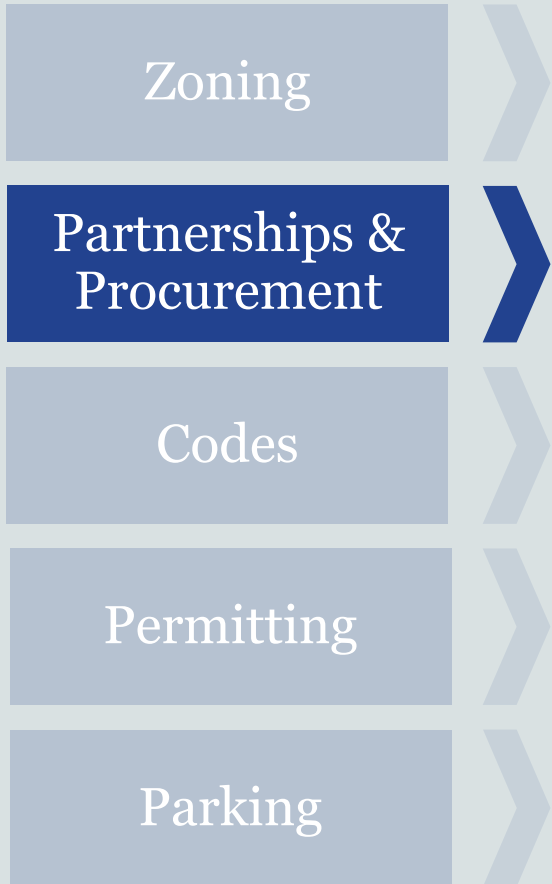 Zoning
Partnerships &
Procurement
Codes
Permitting
Parking